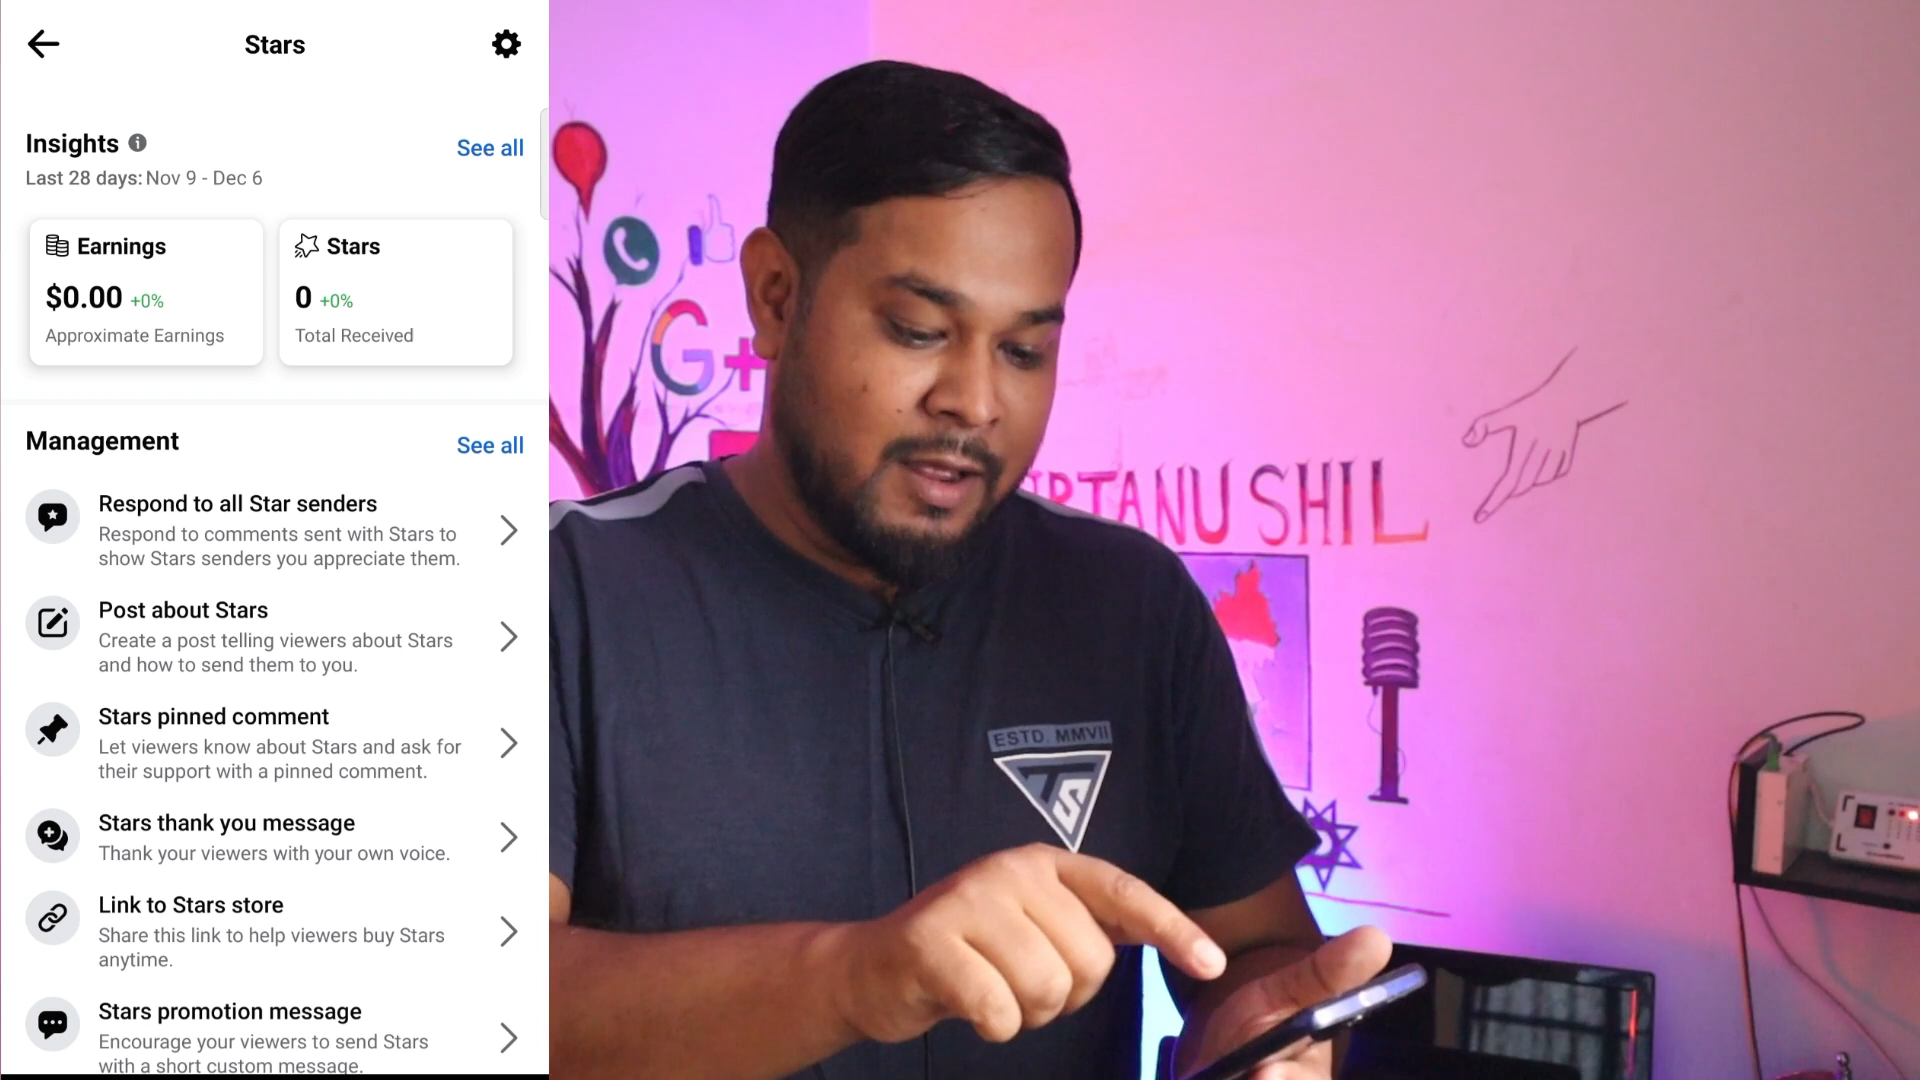 Stars
Insights
See all
Last 28 days: Nov 9 - Dec 6
Earnings
$0.00 +0%
Approximate Earnings
Stars
0 +0%
Total Received
Management
See all
Respond to all Star senders
Respond to comments sent with Stars to
show Stars senders you appreciate them.
Post about Stars
Create a post telling viewers about Stars
and how to send them to you.
Stars pinned comment
Let viewers know about Stars and ask for
their support with a pinned comment.
Stars thank you message
Thank your viewers with your own voice.
Link to Stars store
Share this link to help viewers buy Stars
anytime.
Stars promotion message
Encourage your viewers to send Stars
with a short custom message.
G+
SHIL
ESTD. MMVII
TS